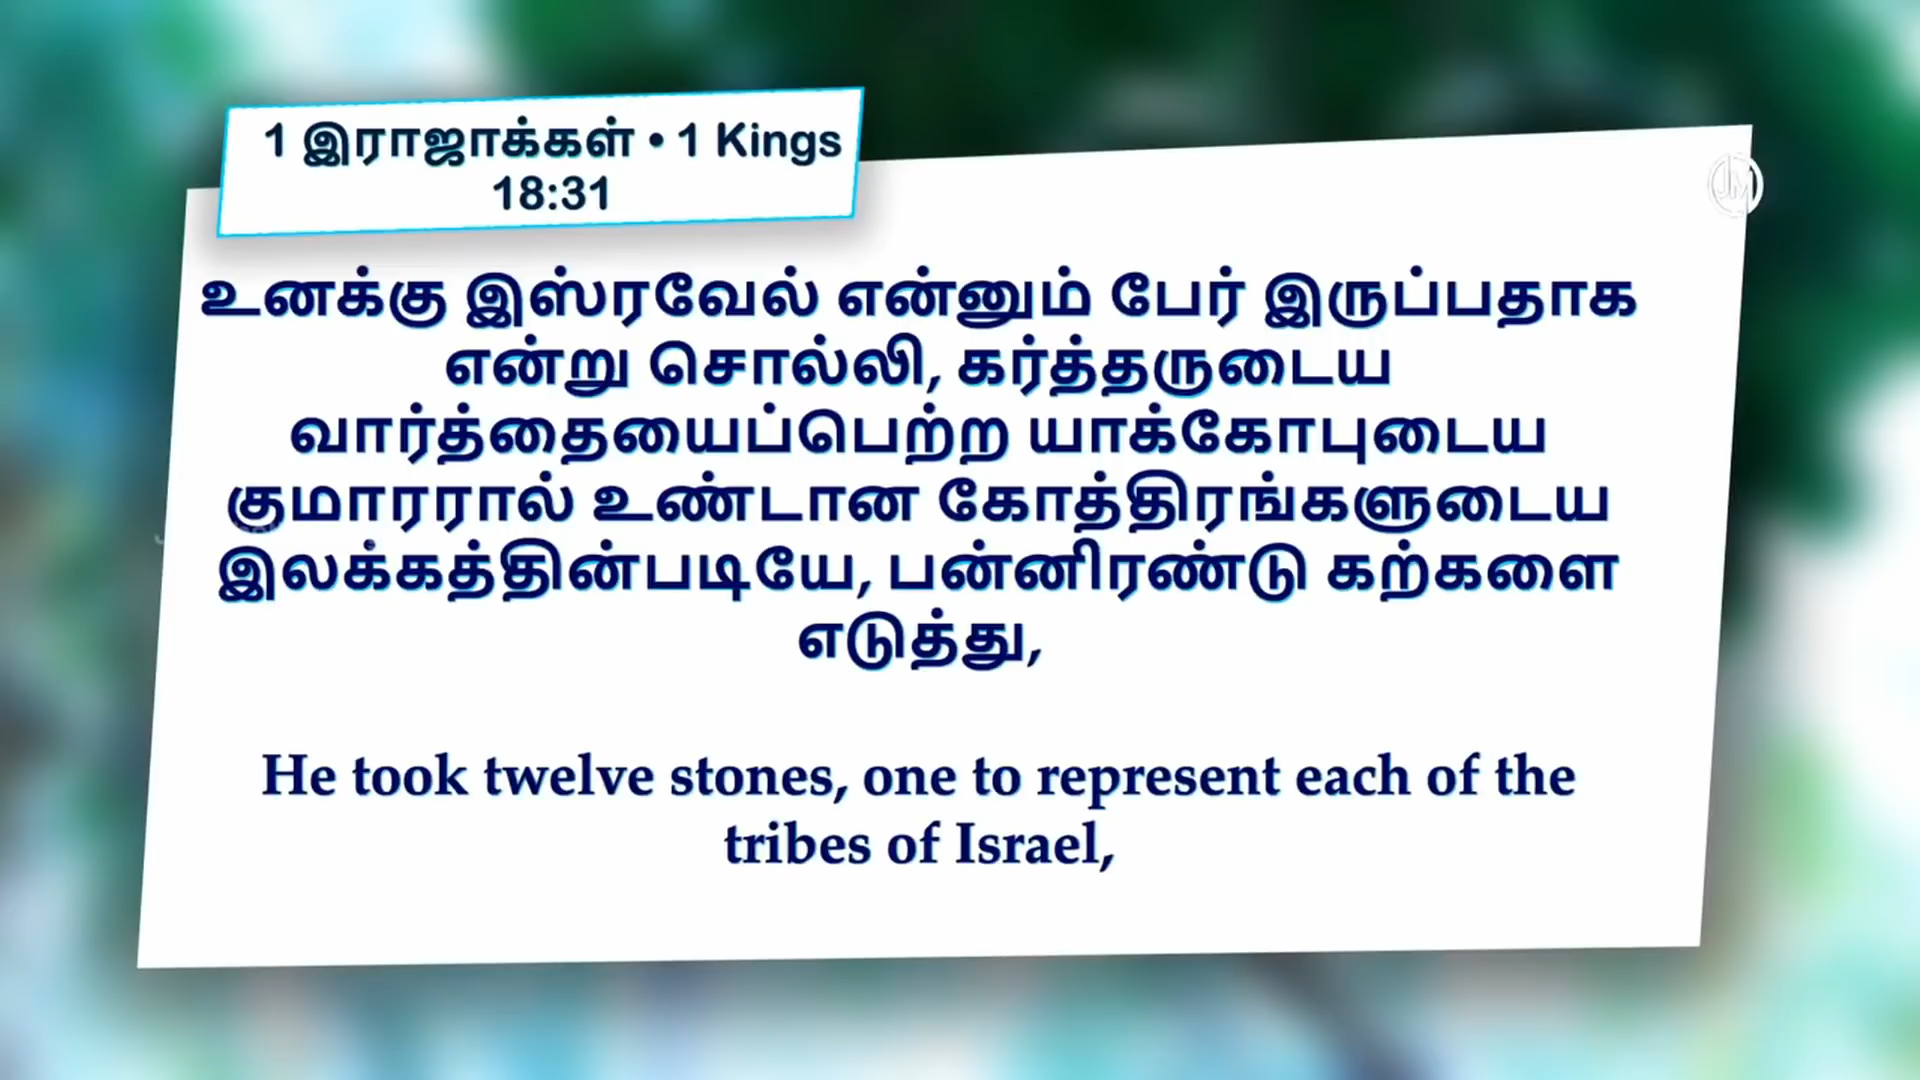 1 இராஜாக்கள் • 1 Kings
18:31
JM
உனக்கு இஸ்ரவேல் என்னும் பேர் இருப்பதாக
என்று சொல்லி, கர்த்தருடைய
வார்த்தையைப்பெற்ற யாக்கோபுடைய
குமாரரால் உண்டான கோத்திரங்களுடைய
இலக்கத்தின்படியே, பன்னிரண்டு கற்களை
எடுத்து,
He took twelve stones, one to represent each of the
tribes of Israel,